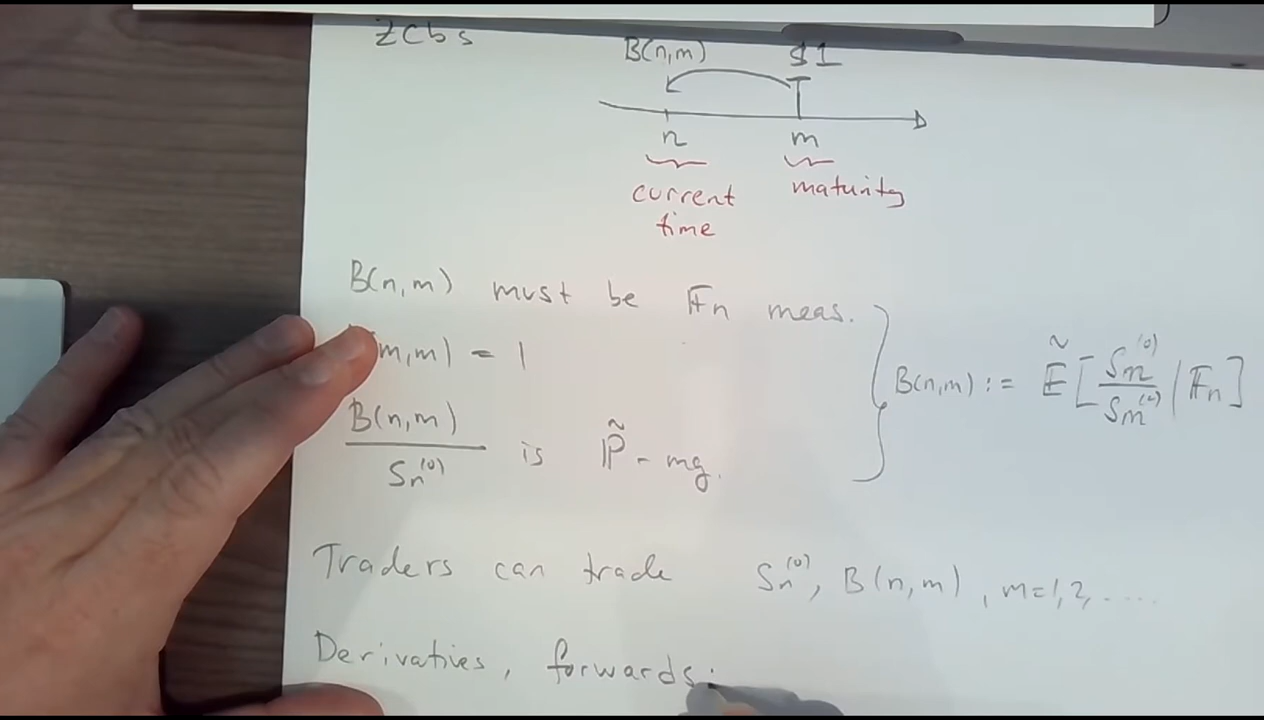 ZCBs
B(n,m) $1
n m
current maturity
time
B(n,m) must be Fn meas.
m,m) = 1
B(n,m) := Ẽ[Sn^(0)/Sm^(0) | Fn]
B(n,m)/Sn^(0) is P̃ - mg.
Traders can trade Sn^(0), B(n,m), m=1,2,....
Derivaties, forwards: